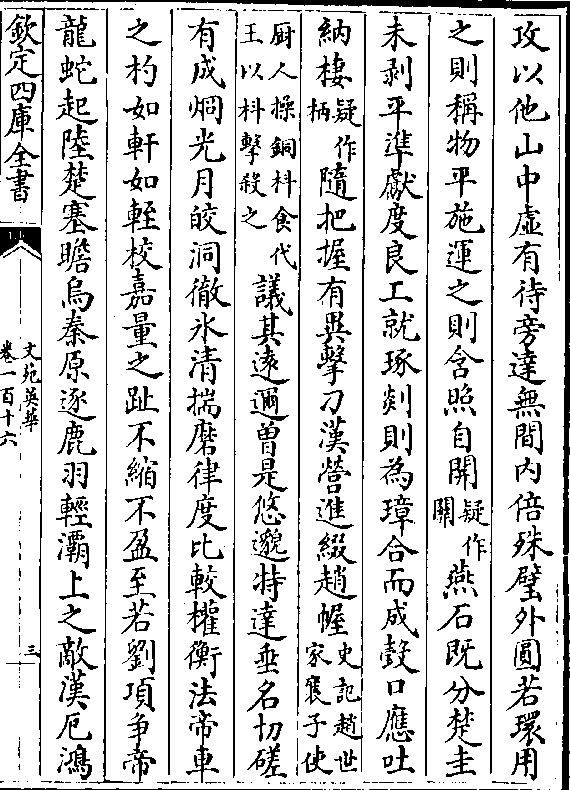 攻以他山中虛有待旁達無間内倍殊璧外圓若環用
之則稱物平施運之則含照自開疑作關燕石既分楚圭
未剥平準獻度良工就琢剡則為璋合而成瑴口應吐
納棲疑作柄隨把握有異擊刀漢營進綴趙幄史記趙世家襄子使
厨人操銅枓食代王以枓擊殺之議其逺邇曽是悠邈特達垂名切磋
有成烱光月皎洞徹氷清揣磨律度比較權衡法帝車
之杓如軒如輊校嘉量之趾不縮不盈至若劉項争帝
龍蛇起陸楚塞瞻烏秦原逐鹿羽輕灞上之敵漢厄鴻
欽定四庫全書
文苑英華
卷一百十六
三